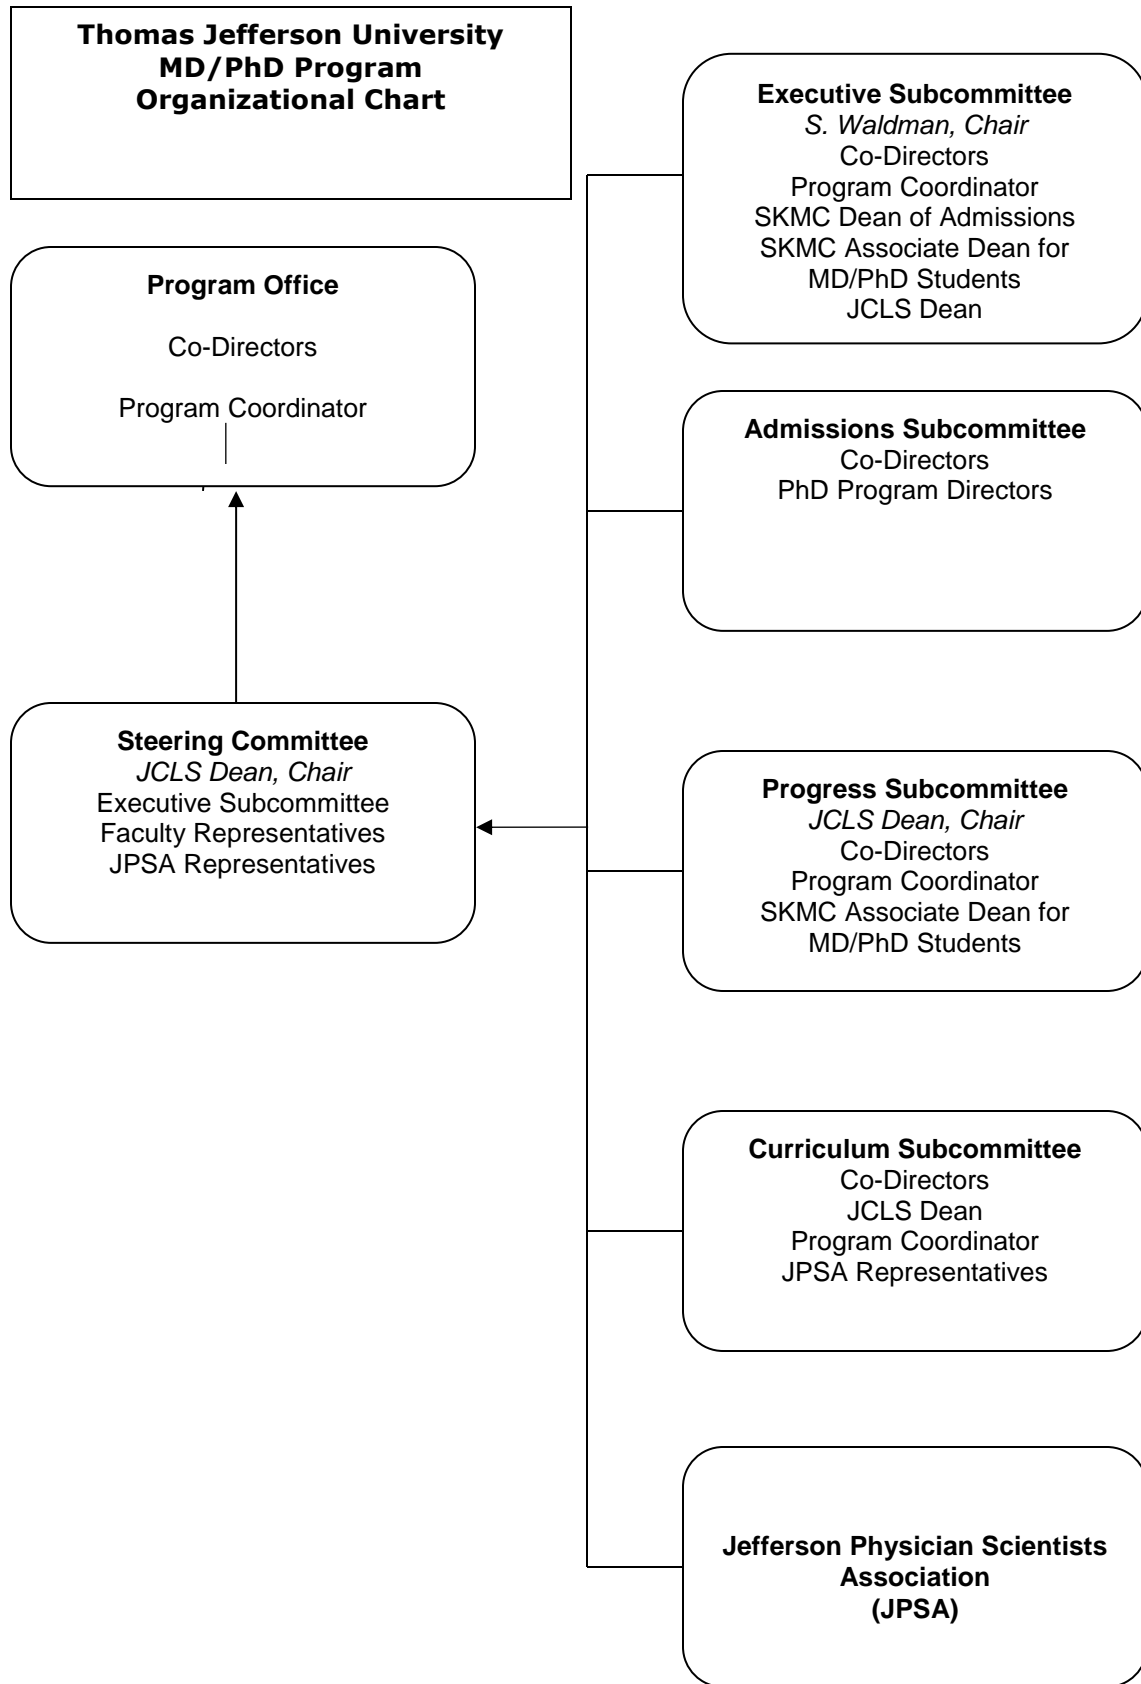 Thomas Jefferson University
MD/PhD Program
Organizational Chart
Executive Subcommittee
S. Waldman, Chair
Co-Directors
Program Coordinator
SKMC Dean of Admissions
SKMC Associate Dean for
MD/PhD Students
JCLS Dean
Program Office
Co-Directors
Program Coordinator
Admissions Subcommittee
Co-Directors
PhD Program Directors
Steering Committee
JCLS Dean, Chair
Executive Subcommittee
Faculty Representatives
JPSA Representatives
Progress Subcommittee
JCLS Dean, Chair
Co-Directors
Program Coordinator
SKMC Associate Dean for
MD/PhD Students
Curriculum Subcommittee
Co-Directors
JCLS Dean
Program Coordinator
JPSA Representatives
Jefferson Physician Scientists
Association
(JPSA)